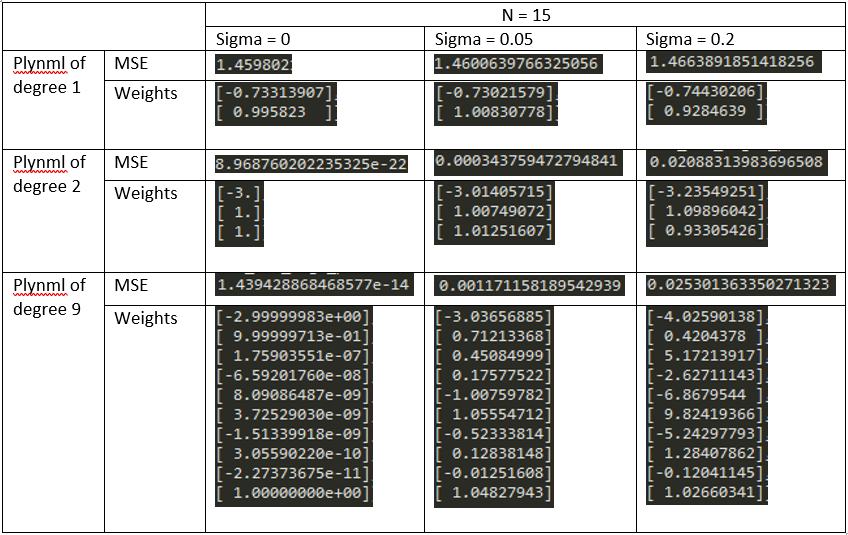 N = 15
Sigma = 0 Sigma = 0.05 Sigma = 0.2
Plynml of degree 1 MSE 1.459802 1.4600639766325056 1.4663891851418256
Weights [-0.73313907] [-0.73021579] [-0.74430206]
[ 0.995823 ] [ 1.00830778] [ 0.9284639 ]
Plynml of degree 2 MSE 8.968760202235325e-22 0.000343759472794841 0.02088313983696508
Weights [-3.] [-3.01405715] [-3.23549251]
[ 1.] [ 1.00749072] [ 1.09896042]
[ 1.] [ 1.01251607] [ 0.93305426]
Plynml of degree 9 MSE 1.439428868468577e-14 0.001171158189542939 0.025301363350271323
Weights [-2.99999983e+00] [-3.03656885] [-4.02590138]
[ 9.99999713e-01] [ 0.71213368] [ 0.4204378 ]
[ 1.75903551e-07] [ 0.45084999] [ 5.17213917]
[-6.59201760e-08] [ 0.17577522] [-2.62711143]
[ 8.09086487e-09] [-1.00759782] [-6.8679544 ]
[ 3.72529030e-09] [ 1.05554712] [ 9.82419366]
[-1.51339918e-09] [-0.52333814] [-5.24297793]
[ 3.05590220e-10] [ 0.12838148] [ 1.28407862]
[-2.27373675e-11] [-0.01251608] [-0.12041145]
[ 1.00000000e+00] [ 1.04827943] [ 1.02660341]